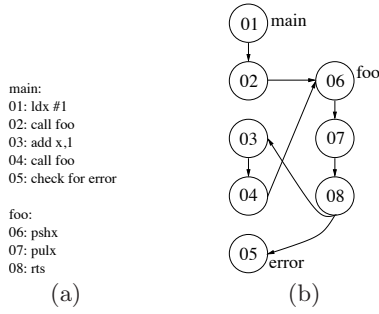 main:
01: ldx #1
02: call foo
03: add x,1
04: call foo
05: check for error
foo:
06: pshx
07: pulx
08: rts
(a)
01 main
02 06 foo
03 07
04 08
05 error
(b)